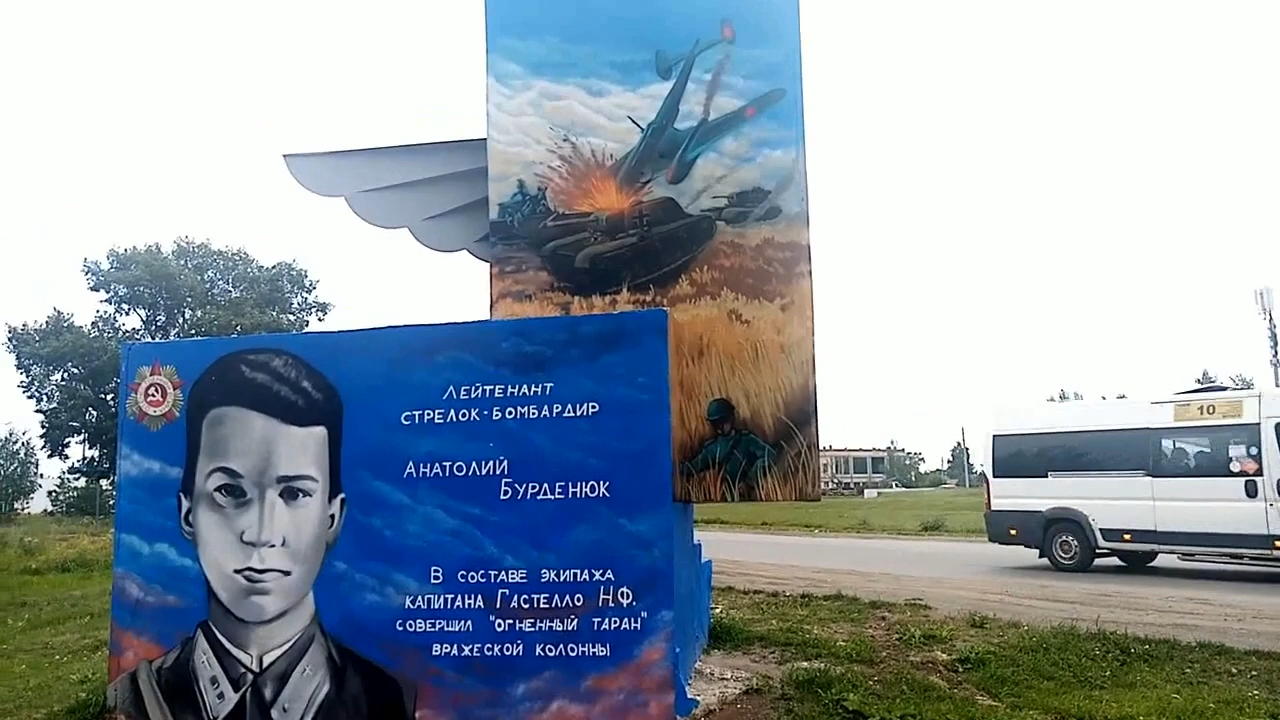 Лейтенант
стрелок-бомбардир
Анатолий
Бурденюк
В составе экипажа
капитана Гастелло Н.Ф.
совершил "огненный таран"
вражеской колонны
10